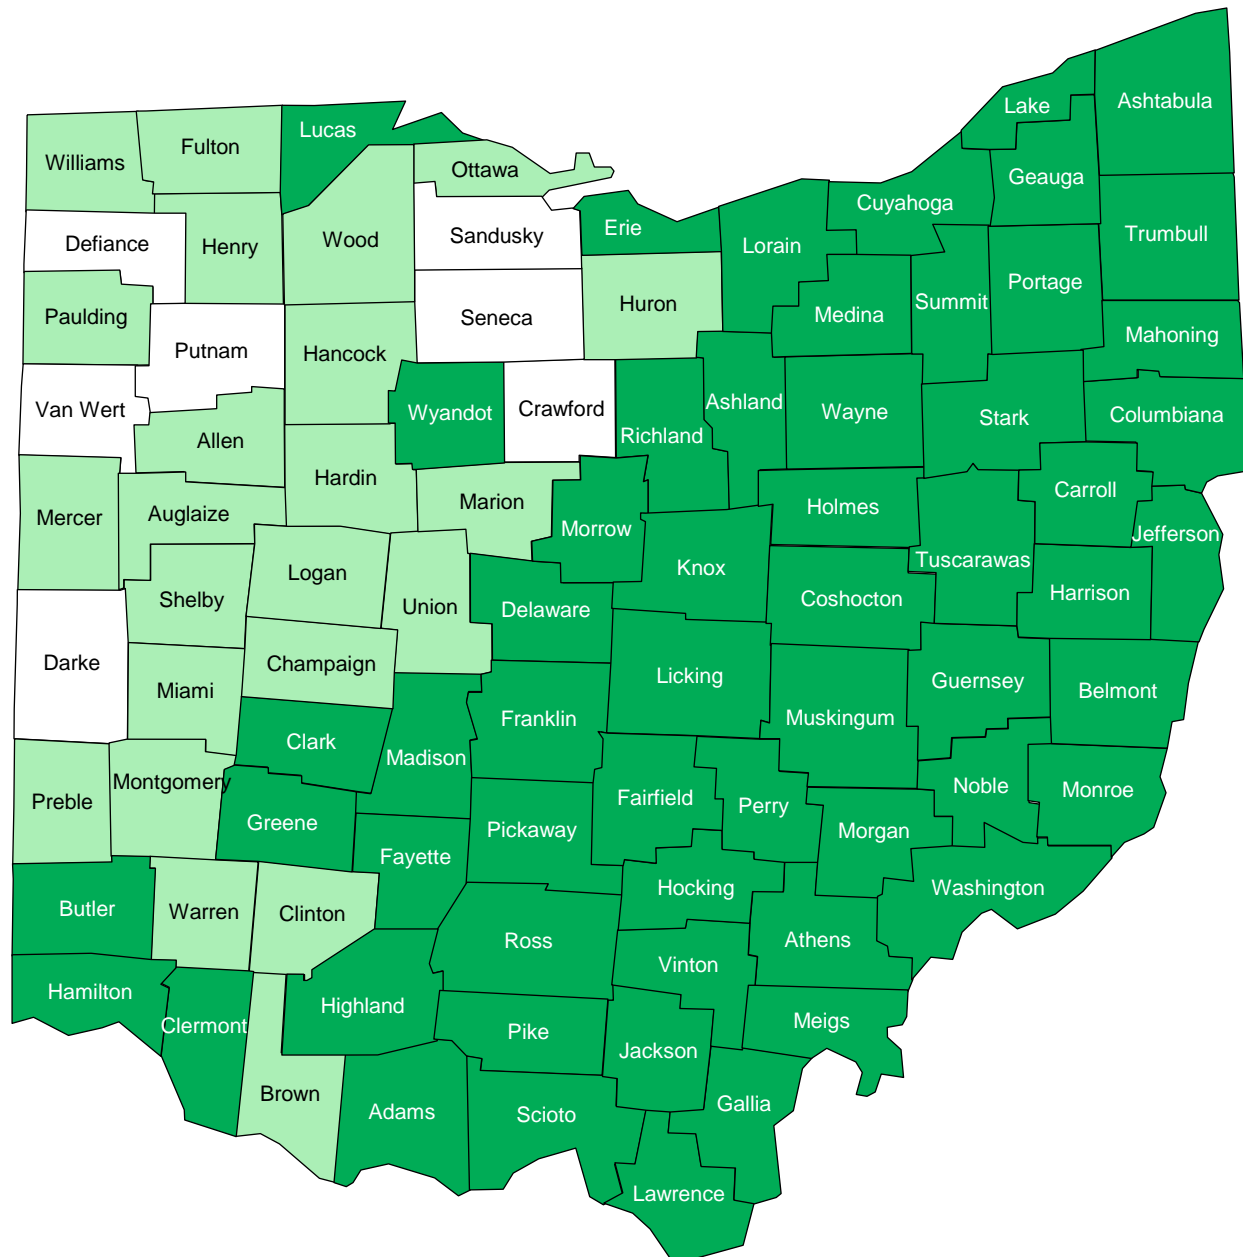 Lake
Ashtabula
Lucas
Fulton
Williams
Ottawa
Geauga
Cuyahoga
Erie
Trumbull
Sandusky
Wood
Defiance
Henry
Lorain
Portage
Summit
Huron
Medina
Paulding
Seneca
Mahoning
Putnam
Hancock
Ashland
Van Wert
Crawford
Wyandot
Wayne
Stark
Columbiana
Richland
Allen
Hardin
Carroll
Marion
Holmes
Mercer
Auglaize
Morrow
Jefferson
Tuscarawas
Knox
Logan
Harrison
Shelby
Union
Delaware
Coshocton
Darke
Champaign
Licking
Guernsey
Belmont
Miami
Franklin
Muskingum
Clark
Madison
Montgomery
Noble
Monroe
Preble
Fairfield
Perry
Greene
Pickaway
Morgan
Fayette
Hocking
Washington
Butler
Warren
Clinton
Ross
Athens
Vinton
Hamilton
Highland
Clermont
Pike
Meigs
Jackson
Brown
Gallia
Adams
Scioto
Lawrence